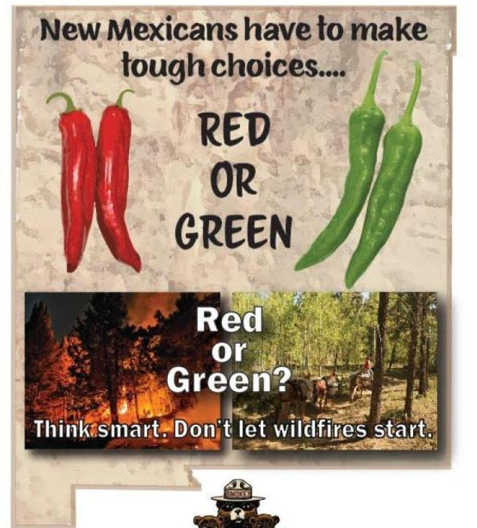 New Mexicans have to make
tough choices....
RED
OR
GREEN
Red
or
Green?
Think smart. Don't let wildfires start.
SMOKEY